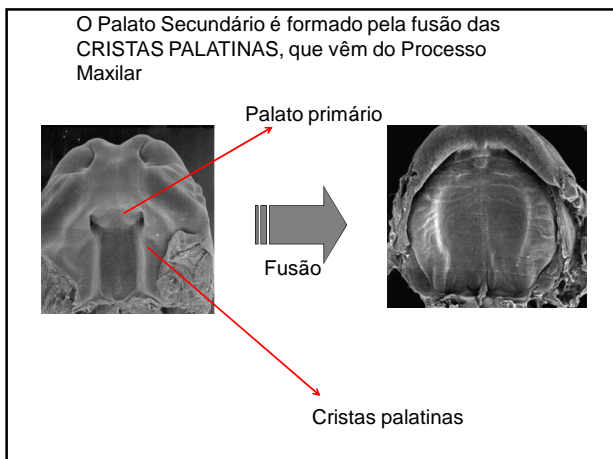 O Palato Secundário é formado pela fusão das
CRISTAS PALATINAS, que vêm do Processo
Maxilar
Palato primário
Fusão
Cristas palatinas